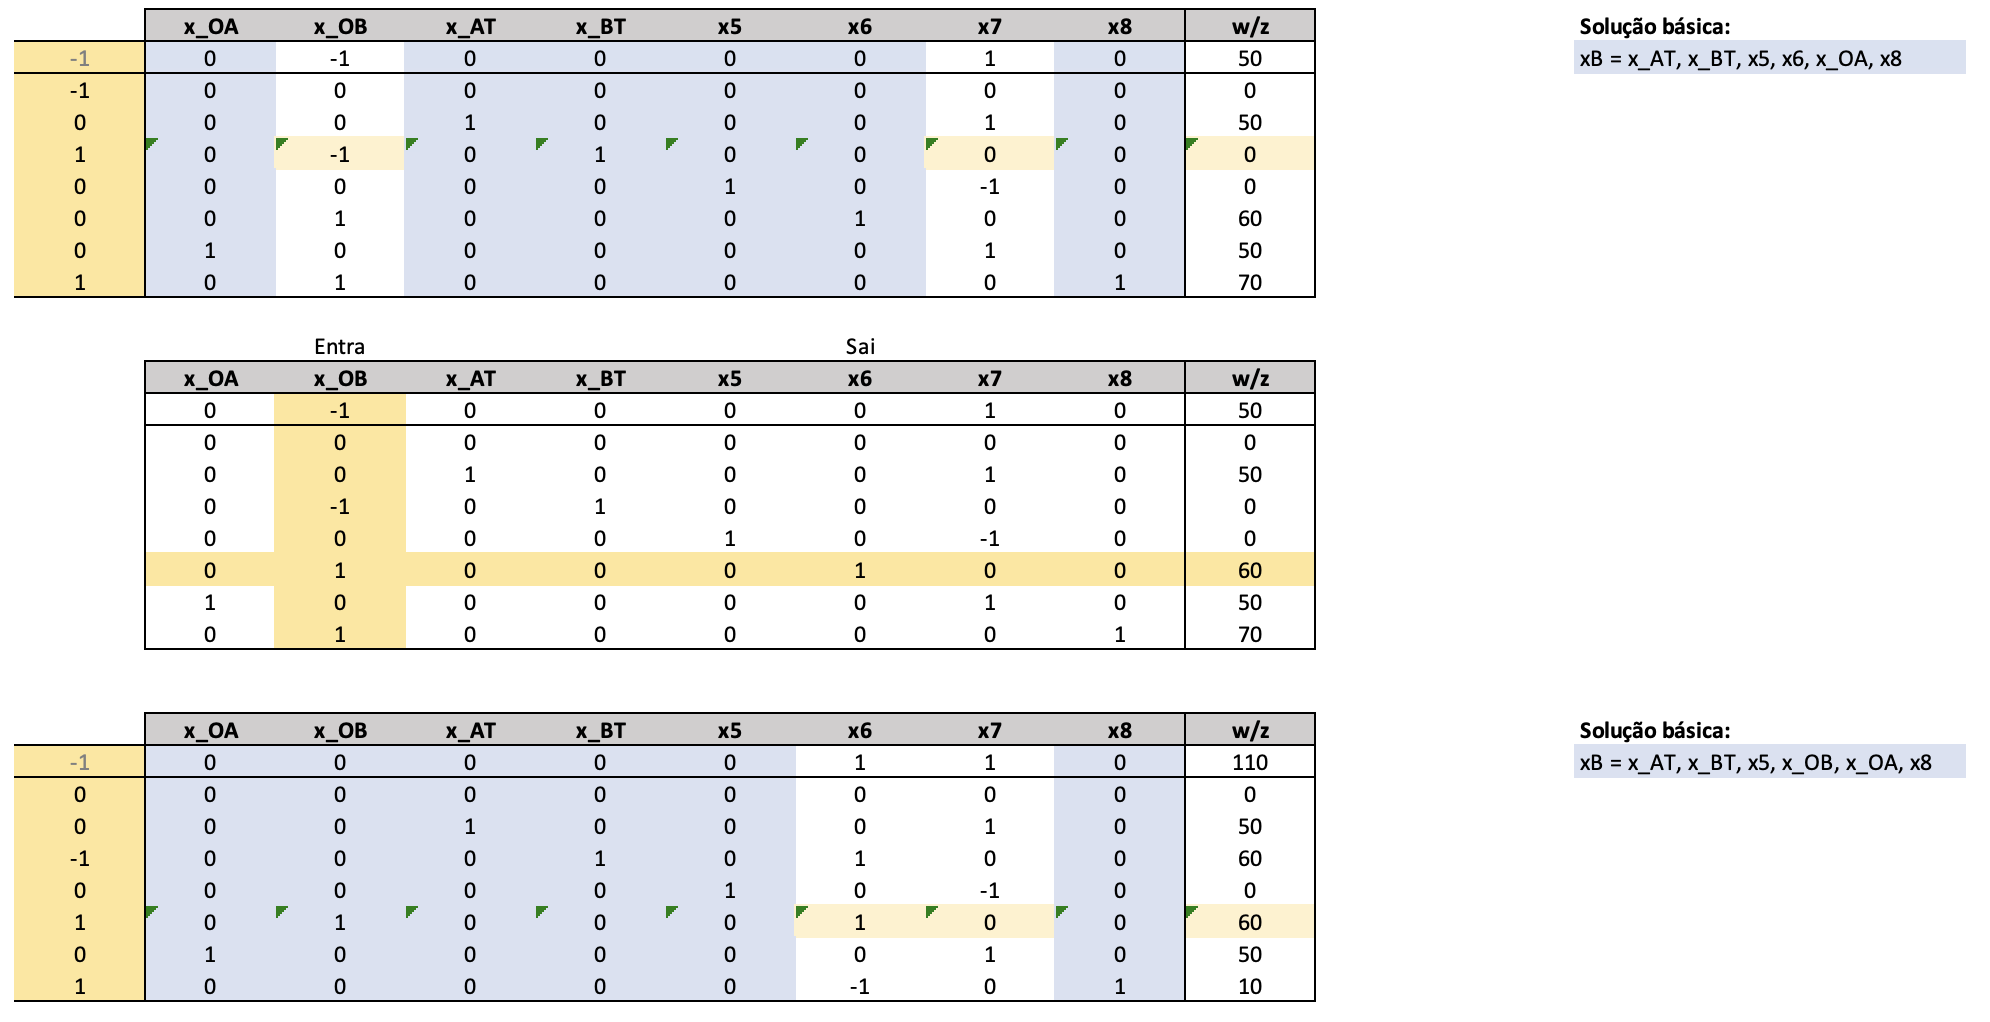 x_OA x_OB x_AT x_BT x5 x6 x7 x8 w/z Solução básica:
-1 0 -1 0 0 0 0 1 0 50 xB = x_AT, x_BT, x5, x6, x_OA, x8
-1 0 0 0 0 0 0 0 0 0
0 0 0 1 0 0 0 1 0 50
1 0 -1 0 1 0 0 0 0 0
0 0 0 0 0 1 0 -1 0 0
0 0 1 0 0 0 1 0 0 60
0 1 0 0 0 0 0 1 0 50
1 0 1 0 0 0 0 0 1 70
Entra Sai
x_OA x_OB x_AT x_BT x5 x6 x7 x8 w/z
0 -1 0 0 0 0 1 0 50
0 0 0 0 0 0 0 0 0
0 0 1 0 0 0 1 0 50
0 -1 0 1 0 0 0 0 0
0 0 0 0 1 0 -1 0 0
0 1 0 0 0 1 0 0 60
1 0 0 0 0 0 1 0 50
0 1 0 0 0 0 0 1 70
x_OA x_OB x_AT x_BT x5 x6 x7 x8 w/z Solução básica:
-1 0 0 0 0 0 1 1 0 110 xB = x_AT, x_BT, x5, x_OB, x_OA, x8
0 0 0 0 0 0 0 0 0 0
0 0 0 1 0 0 0 1 0 50
-1 0 0 0 1 0 1 0 0 60
0 0 0 0 0 1 0 -1 0 0
1 0 1 0 0 0 1 0 0 60
0 1 0 0 0 0 0 1 0 50
1 0 0 0 0 0 -1 0 1 10